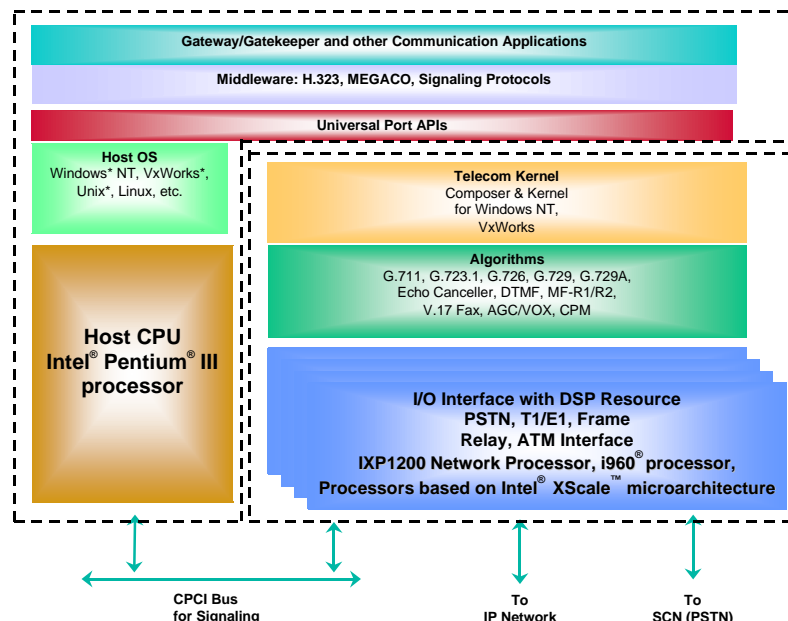 Gateway/Gatekeeper and other Communication Applications
Middleware: H.323, MEGACO, Signaling Protocols
Universal Port APIs
Host OS
Windows* NT, VxWorks*,
Unix*, Linux, etc.
Telecom Kernel
Composer & Kernel
for Windows NT,
VxWorks
Algorithms
G.711, G.723.1, G.726, G.729, G.729A,
Echo Canceller, DTMF, MF-R1/R2,
V.17 Fax, AGC/VOX, CPM
Host CPU
Intel® Pentium® III
processor
I/O Interface with DSP Resource
PSTN, T1/E1, Frame
Relay, ATM Interface
IXP1200 Network Processor, i960® processor,
Processors based on Intel® XScale™ microarchitecture
CPCI Bus
for Signaling
To
IP Network
To
SCN (PSTN)